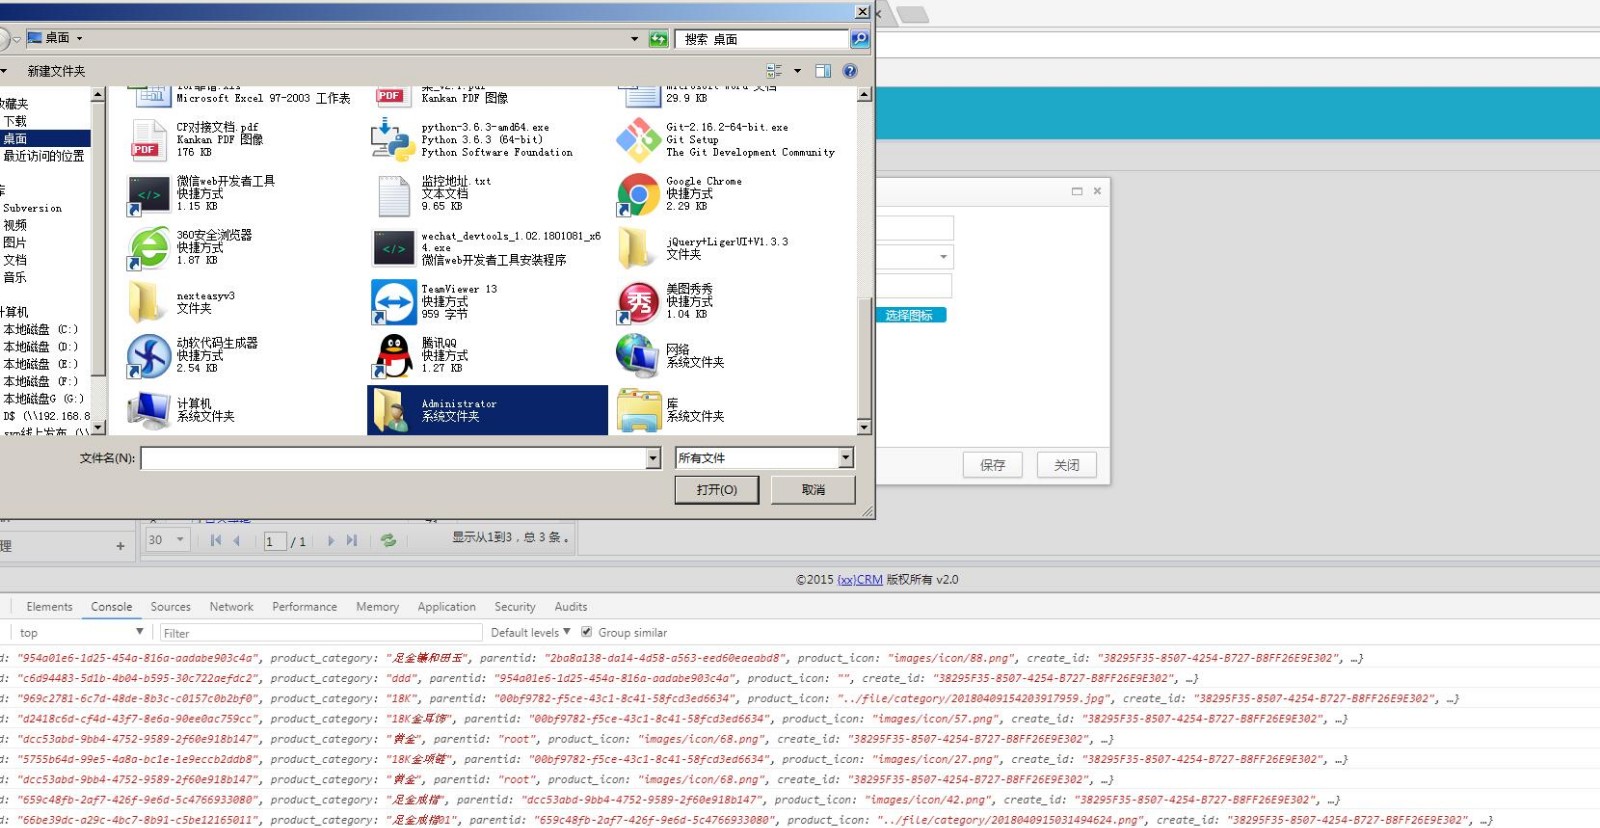 桌面
搜索 桌面
新建文件夹
Microsoft Excel 97-2003 工作表
Kankan PDF 图像
29.9 KB
收藏夹
下载
桌面
最近访问的位置
库
Subversion
视频
图片
文档
音乐
计算机
本地磁盘 (C:)
本地磁盘 (D:)
本地磁盘 (E:)
本地磁盘 (F:)
本地磁盘G (G:)
D$ (\\192.168.8
CP对接文档.pdf
Kankan PDF 图像
176 KB
python-3.6.3-amd64.exe
Python 3.6.3 (64-bit)
Python Software Foundation
Git-2.16.2-64-bit.exe
Git Setup
The Git Development Community
微信web开发者工具
快捷方式
1.15 KB
监控地址.txt
文本文档
9.65 KB
Google Chrome
快捷方式
2.29 KB
360安全浏览器
快捷方式
1.87 KB
wechat_devtools_1.02.1801081_x6
4.exe
微信web开发者工具安装程序
jQuery+LigerUI+V1.3.3
文件夹
nexteasyv3
文件夹
TeamViewer 13
快捷方式
959 字节
美图秀秀
快捷方式
1.04 KB
动软代码生成器
快捷方式
2.54 KB
腾讯QQ
快捷方式
1.27 KB
网络
系统文件夹
计算机
系统文件夹
Administrator
系统文件夹
库
系统文件夹
文件名(N):
所有文件
打开(O)
取消
选择图标
保存
关闭
理
+
30
1 / 1
显示从1到3，总 3 条 。
©2015 {xx}CRM 版权所有 v2.0
Elements Console Sources Network Performance Memory Application Security Audits
top Filter Default levels Group similar
d: "954a01e6-1d25-454a-816a-aadabe903c4a", product_category: "足金镶和田玉", parentid: "2ba8a138-da14-4d58-a563-eed60eaeabd8", product_icon: "images/icon/88.png", create_id: "38295F35-8507-4254-B727-B8FF26E9E302", …}
d: "c6d94483-5d1b-4b04-b595-30c722aefdc2", product_category: "ddd", parentid: "954a01e6-1d25-454a-816a-aadabe903c4a", product_icon: "", create_id: "38295F35-8507-4254-B727-B8FF26E9E302", …}
d: "969c2781-6c7d-48de-8b3c-c0157c0b2bf0", product_category: "18K", parentid: "00bf9782-f5ce-43c1-8c41-58fcd3ed6634", product_icon: "../file/category/20180409154203917959.jpg", create_id: "38295F35-8507-4254-B727-B8FF26E9E302", …}
d: "d2418c6d-cf4d-43f7-8e6a-90ee0ac759cc", product_category: "18K金耳饰", parentid: "00bf9782-f5ce-43c1-8c41-58fcd3ed6634", product_icon: "images/icon/57.png", create_id: "38295F35-8507-4254-B727-B8FF26E9E302", …}
d: "dcc53abd-9bb4-4752-9589-2f60e918b147", product_category: "黄金", parentid: "root", product_icon: "images/icon/68.png", create_id: "38295F35-8507-4254-B727-B8FF26E9E302", …}
d: "5755b64d-99e5-4a8a-bc1e-1e9eccb2ddb8", product_category: "18K金项链", parentid: "00bf9782-f5ce-43c1-8c41-58fcd3ed6634", product_icon: "images/icon/27.png", create_id: "38295F35-8507-4254-B727-B8FF26E9E302", …}
d: "dcc53abd-9bb4-4752-9589-2f60e918b147", product_category: "黄金", parentid: "root", product_icon: "images/icon/68.png", create_id: "38295F35-8507-4254-B727-B8FF26E9E302", …}
d: "659c48fb-2af7-426f-9e6d-5c4766933080", product_category: "足金戒指", parentid: "dcc53abd-9bb4-4752-9589-2f60e918b147", product_icon: "images/icon/42.png", create_id: "38295F35-8507-4254-B727-B8FF26E9E302", …}
d: "66be39dc-a29c-4bc7-8b91-c5be12165011", product_category: "足金戒指01", parentid: "659c48fb-2af7-426f-9e6d-5c4766933080", product_icon: "../file/category/2018040915031494624.png", create_id: "38295F35-8507-4254-B727-B8FF26E9E302", …}